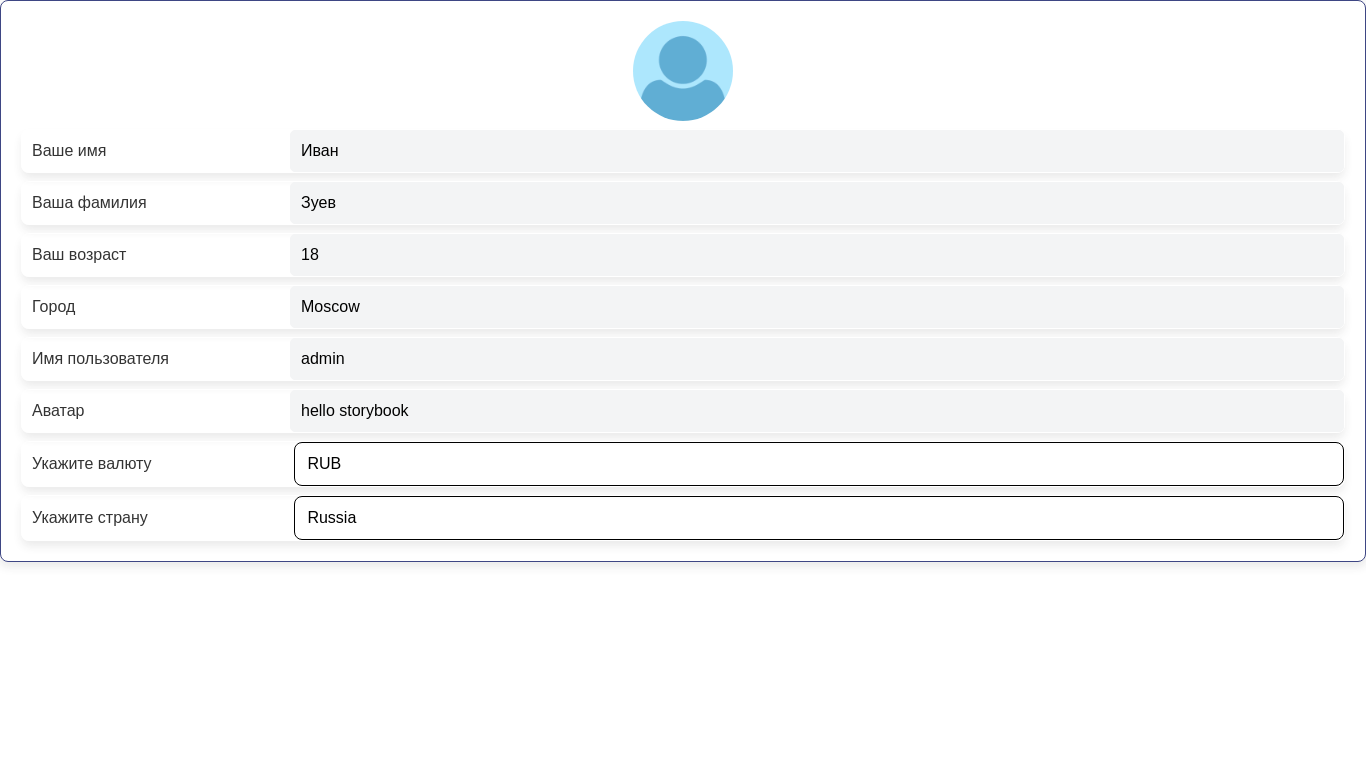 Ваше имя Иван
Ваша фамилия Зуев
Ваш возраст 18
Город Moscow
Имя пользователя admin
Аватар hello storybook
Укажите валюту RUB
Укажите страну Russia